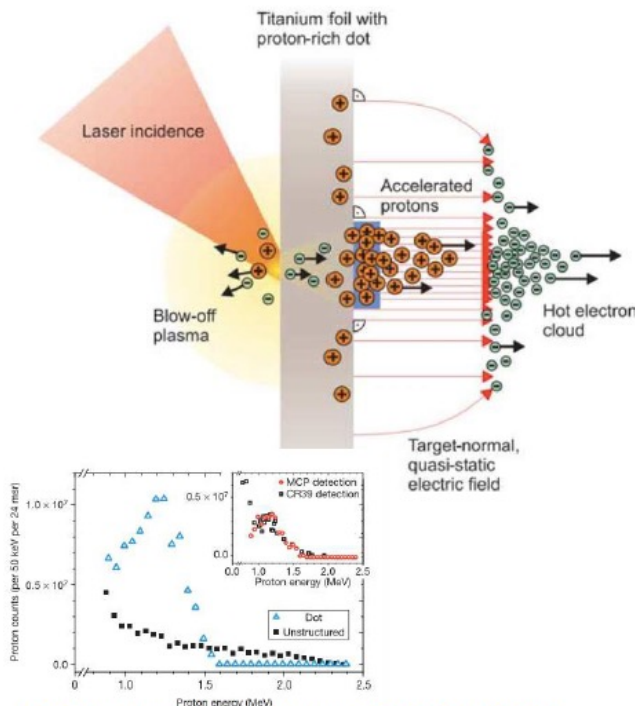 Titanium foil with
proton-rich dot
Laser incidence
Accelerated
protons
Blow-off
plasma
Hot electron
cloud
Target-normal,
quasi-static
electric field
Proton counts (per 50 keV per 24 msr)
1.0 × 10⁷
0.5 × 10⁷
0.0
0 1.0 1.5 2.0 2.5
Proton energy (MeV)
Dot
Unstructured
0.5 × 10⁷
0.0
MCP detection
CR39 detection
0.0 1.0 1.5 2.0 2.5
Proton energy (MeV)